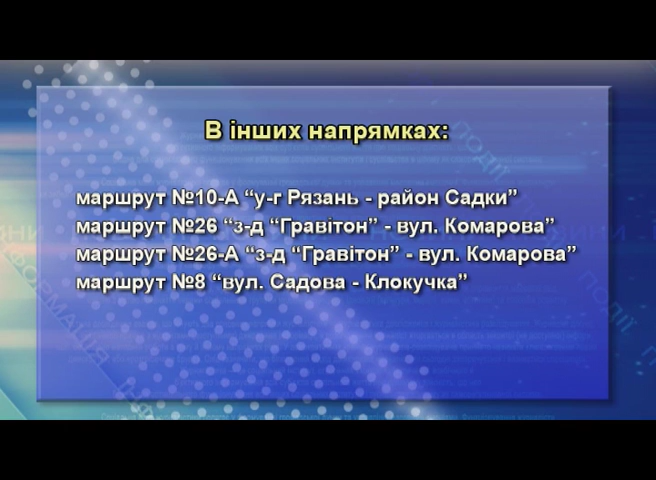 В інших напрямках:
маршрут №10-А “у-г Рязань - район Садки”
маршрут №26 “з-д “Гравітон” - вул. Комарова”
маршрут №26-А “з-д “Гравітон” - вул. Комарова”
маршрут №8 “вул. Садова - Клокучка”